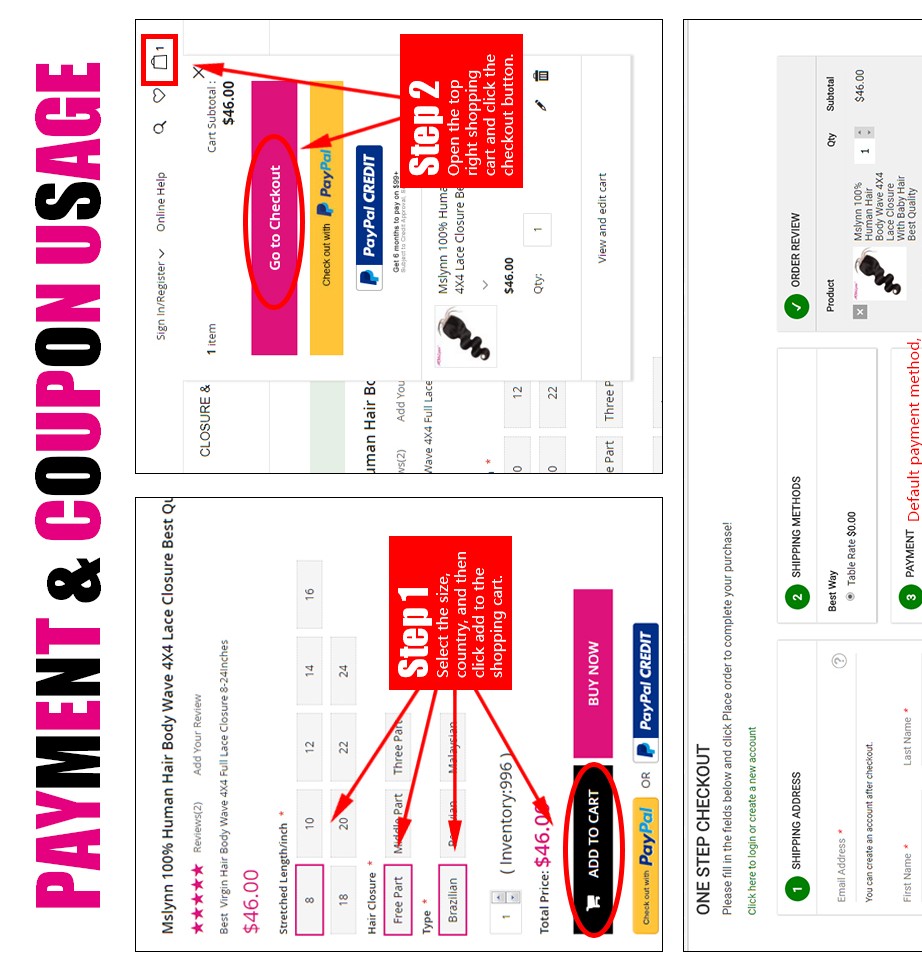 PAYMENT & COUPON USAGE
Mslynn 100% Human Hair Body Wave 4X4 Lace Closure Best Qu
★★★★★ Reviews(2) Add Your Review
Best Virgin Hair Body Wave 4X4 Full Lace Closure 8-24Inches
$46.00
Stretched Length/inch *
8 10 12 14 16
18 20 22 24
Hair Closure *
Free Part Middle Part Three Part
Type *
Brazilian Malaysian
1 ( Inventory:996 )
Total Price: $46.00
ADD TO CART BUY NOW
Check out with PayPal OR PayPal CREDIT
Step 1
Select the size,
country, and then
click add to the
shopping cart.
Sign In/Register Online Help 1
CLOSURE &
1 item Cart Subtotal :
$46.00
Go to Checkout
Check out with PayPal
PayPal CREDIT
Get 6 months to pay on $99+
Mslynn 100% Huma
4X4 Lace Closure Be
$46.00
Qty: 1
View and edit cart
uman Hair Bo
ws(2) Add You
Wave 4X4 Full Lace
*
0 12
0 22
e Part Three P
Step 2
Open the top
right shopping
cart and click the
checkout button.
ONE STEP CHECKOUT
Please fill in the fields below and click Place order to complete your purchase!
Click here to login or create a new account
1 SHIPPING ADDRESS
Email Address *
?
You can create an account after checkout.
First Name * Last Name *
2 SHIPPING METHODS
Best Way
Table Rate $0.00
3 PAYMENT Default payment method,
ORDER REVIEW
Product Qty Subtotal
Mslynn 100%
Human Hair
Body Wave 4X4
Lace Closure
With Baby Hair
Best Quality
1 $46.00